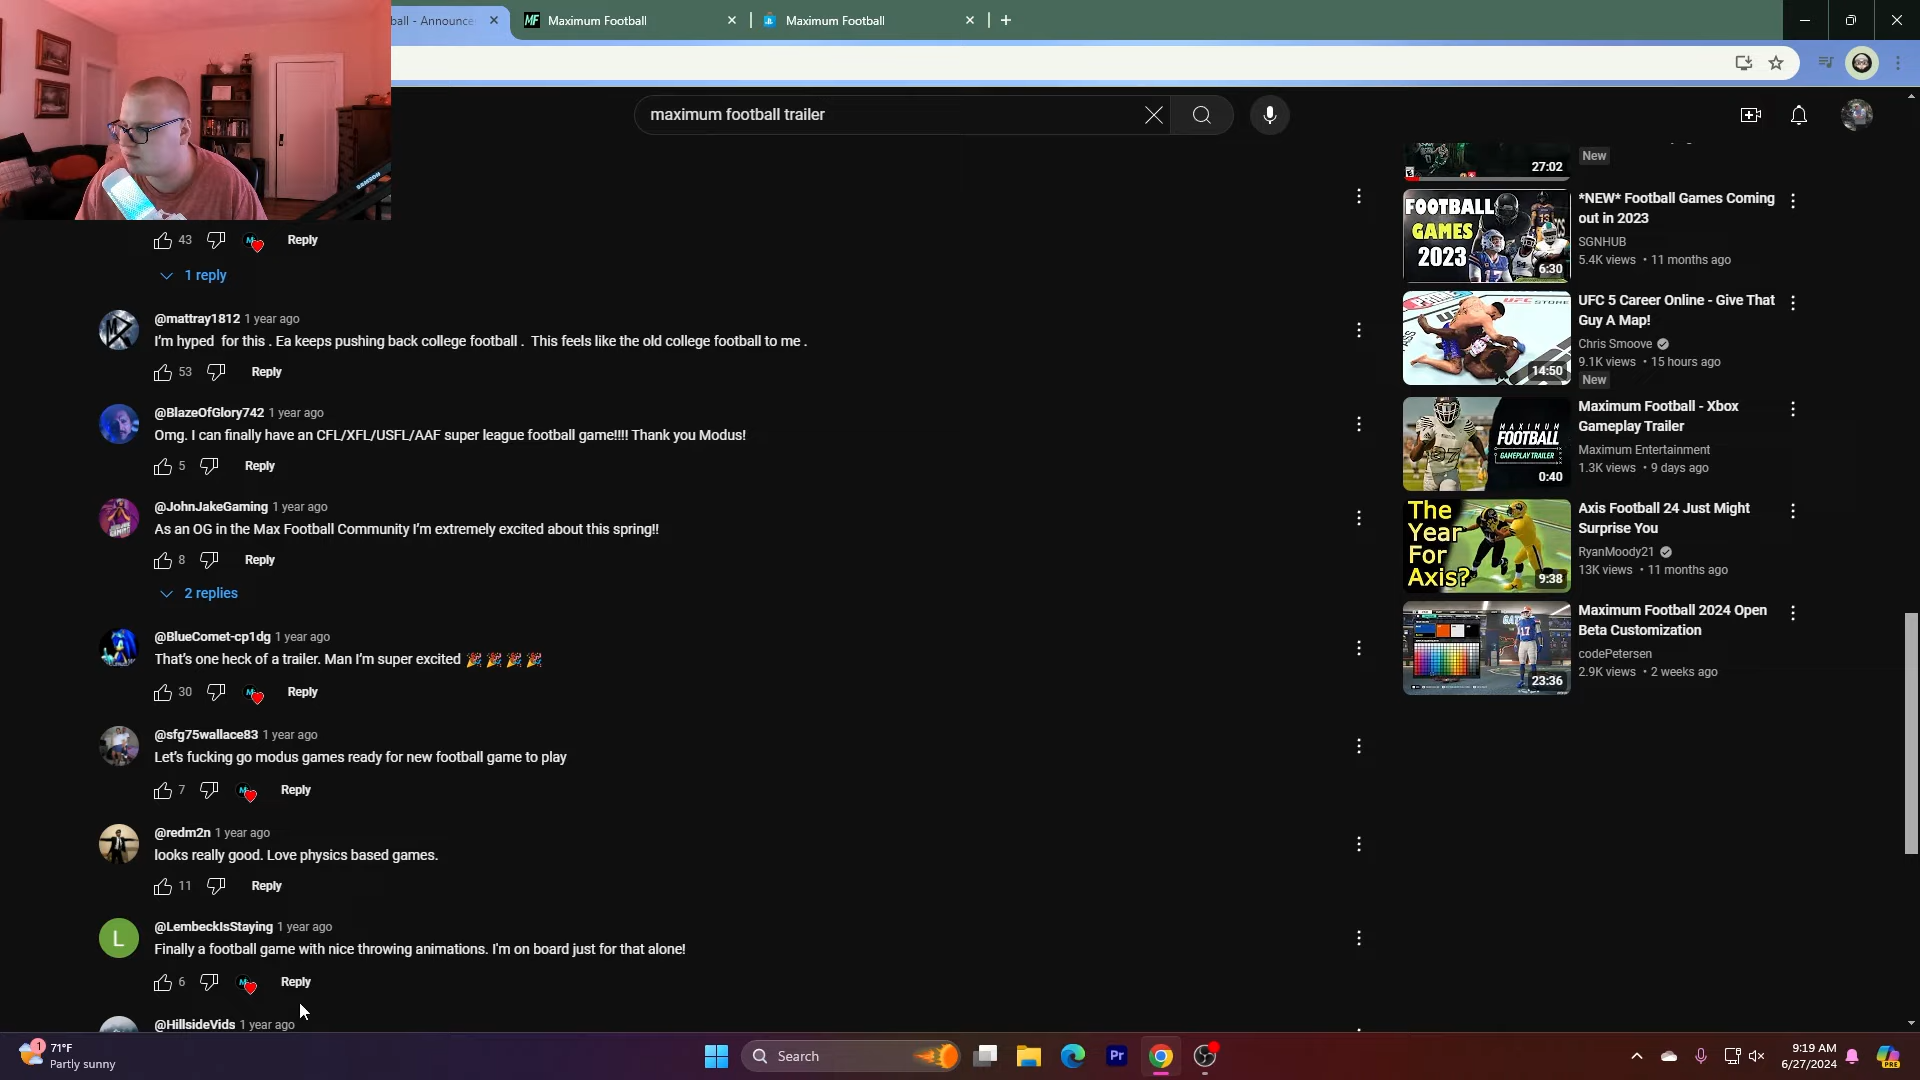 ball - Announce
Maximum Football
Maximum Football
maximum football trailer
43
Reply
1 reply
@mattray1812 1 year ago
I'm hyped for this . Ea keeps pushing back college football . This feels like the old college football to me .
53
Reply
@BlazeOfGlory742 1 year ago
Omg. I can finally have an CFL/XFL/USFL/AAF super league football game!!!! Thank you Modus!
5
Reply
@JohnJakeGaming 1 year ago
As an OG in the Max Football Community I'm extremely excited about this spring!!
8
Reply
2 replies
@BlueComet-cp1dg 1 year ago
That's one heck of a trailer. Man I'm super excited 🎉 🎉 🎉 🎉
30
Reply
@sfg75wallace83 1 year ago
Let's fucking go modus games ready for new football game to play
7
Reply
@redm2n 1 year ago
looks really good. Love physics based games.
11
Reply
@LembeckIsStaying 1 year ago
L
Finally a football game with nice throwing animations. I'm on board just for that alone!
6
Reply
@HillsideVids 1 year ago
27:02
New
FOOTBALL
GAMES
2023
6:30
*NEW* Football Games Coming
out in 2023
SGNHUB
5.4K views • 11 months ago
14:50
UFC 5 Career Online - Give That
Guy A Map!
Chris Smoove
9.1K views • 15 hours ago
New
MAXIMUM
FOOTBALL
GAMEPLAY TRAILER
0:40
Maximum Football - Xbox
Gameplay Trailer
Maximum Entertainment
1.3K views • 9 days ago
The
Year
For
Axis?
9:38
Axis Football 24 Just Might
Surprise You
RyanMoody21
13K views • 11 months ago
17
23:36
Maximum Football 2024 Open
Beta Customization
codePetersen
2.9K views • 2 weeks ago
SAMSON
1
71°F
Partly sunny
Search
Pr
9:19 AM
6/27/2024
PRE